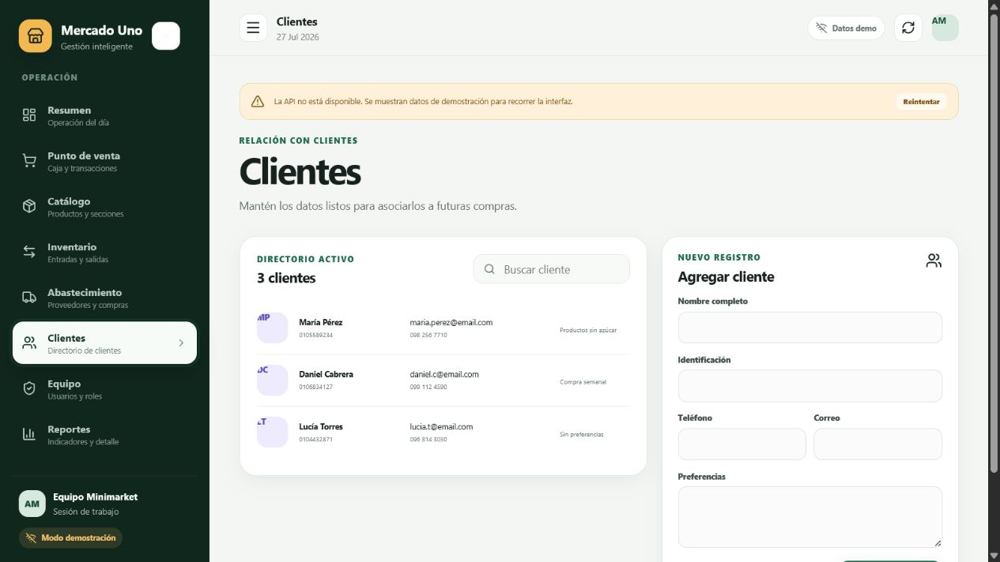 Mercado Uno
Gestión inteligente
OPERACIÓN
Resumen
Operación del día
Punto de venta
Caja y transacciones
Catálogo
Productos y secciones
Inventario
Entradas y salidas
Abastecimiento
Proveedores y compras
Clientes
Directorio de clientes
Equipo
Usuarios y roles
Reportes
Indicadores y detalle
AM
Equipo Minimarket
Sesión de trabajo
Modo demostración
Clientes
27 Jul 2026
Datos demo
AM
La API no está disponible. Se muestran datos de demostración para recorrer la interfaz.
Reintentar
RELACIÓN CON CLIENTES
Clientes
Mantén los datos listos para asociarlos a futuras compras.
DIRECTORIO ACTIVO
3 clientes
Buscar cliente
MP
María Pérez
0105589234
maria.perez@email.com
098 256 7710
Productos sin azúcar
DC
Daniel Cabrera
0106834127
daniel.c@email.com
099 112 4590
Compra semanal
LT
Lucía Torres
0104432871
lucia.t@email.com
096 814 3030
Sin preferencias
NUEVO REGISTRO
Agregar cliente
Nombre completo
Identificación
Teléfono
Correo
Preferencias